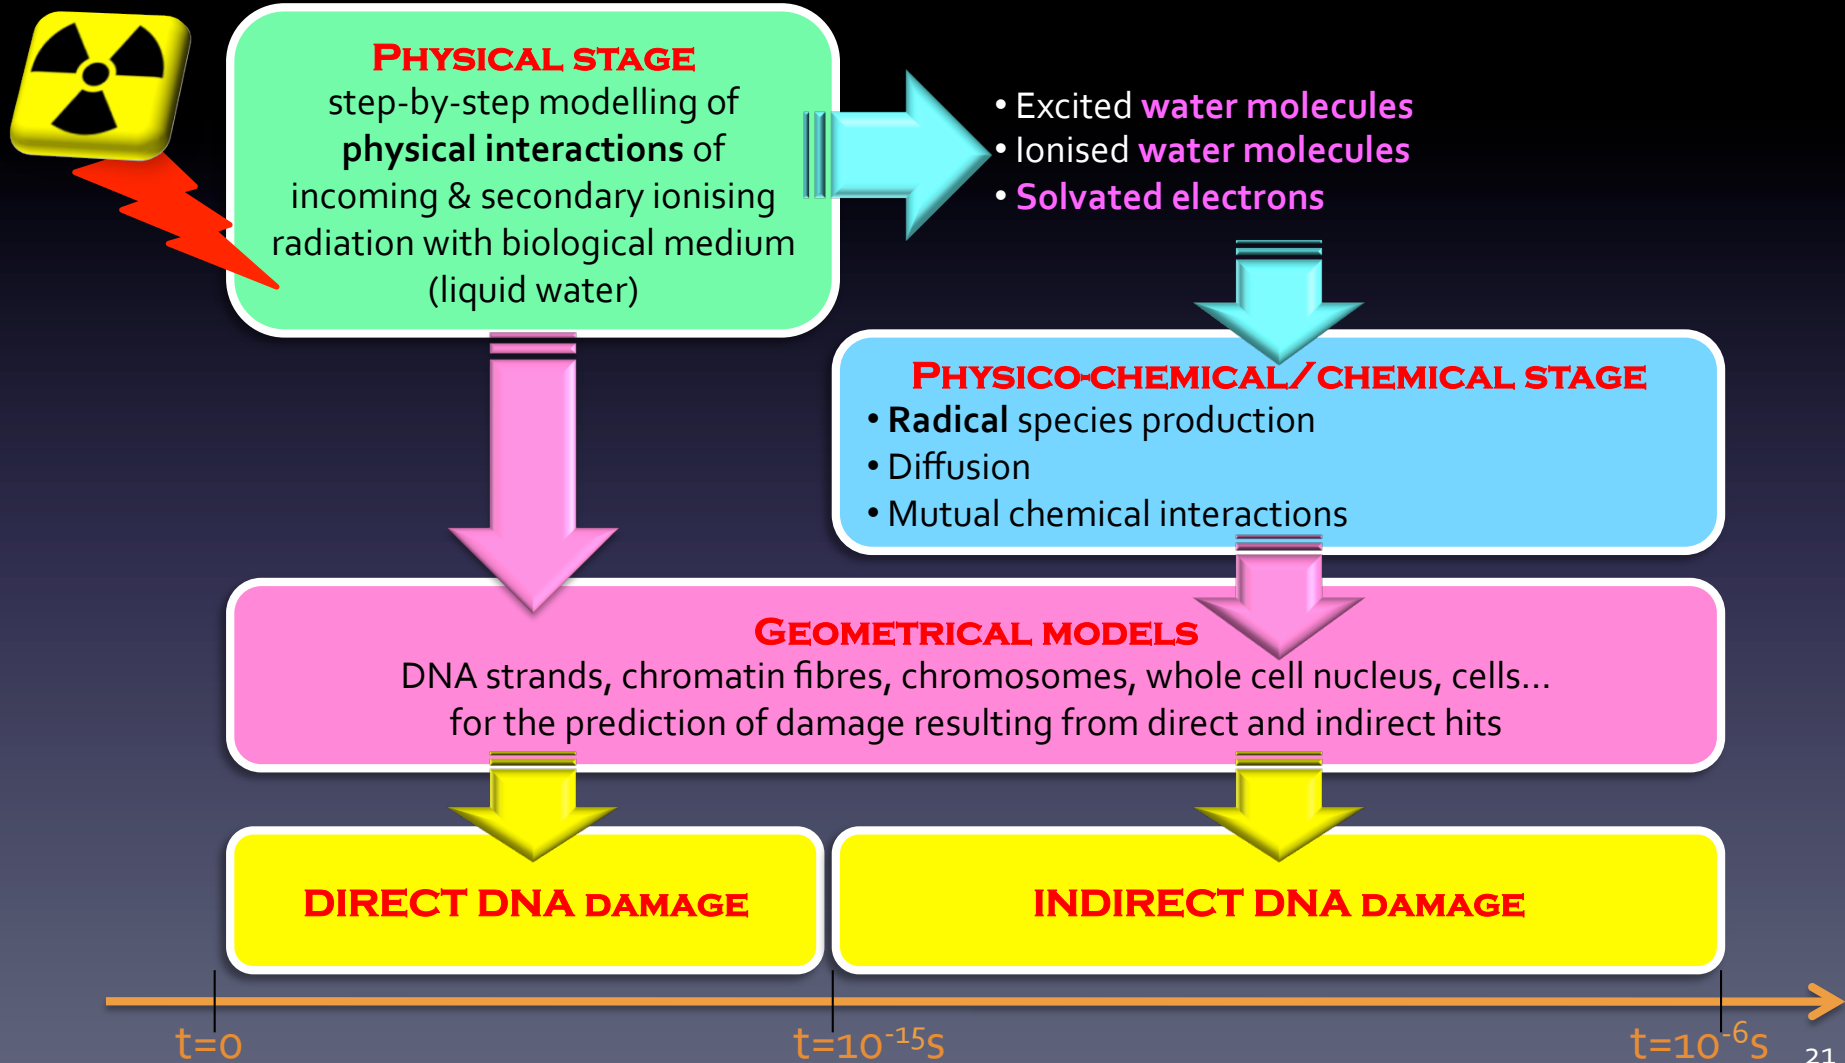 PHYSICAL STAGE
step-by-step modelling of
physical interactions of
incoming & secondary ionising
radiation with biological medium
(liquid water)
• Excited water molecules
• Ionised water molecules
• Solvated electrons
PHYSICO-CHEMICAL/CHEMICAL STAGE
• Radical species production
• Diffusion
• Mutual chemical interactions
GEOMETRICAL MODELS
DNA strands, chromatin fibres, chromosomes, whole cell nucleus, cells…
for the prediction of damage resulting from direct and indirect hits
DIRECT DNA DAMAGE
INDIRECT DNA DAMAGE
t=0
t=10⁻¹⁵s
t=10⁻⁶s
21